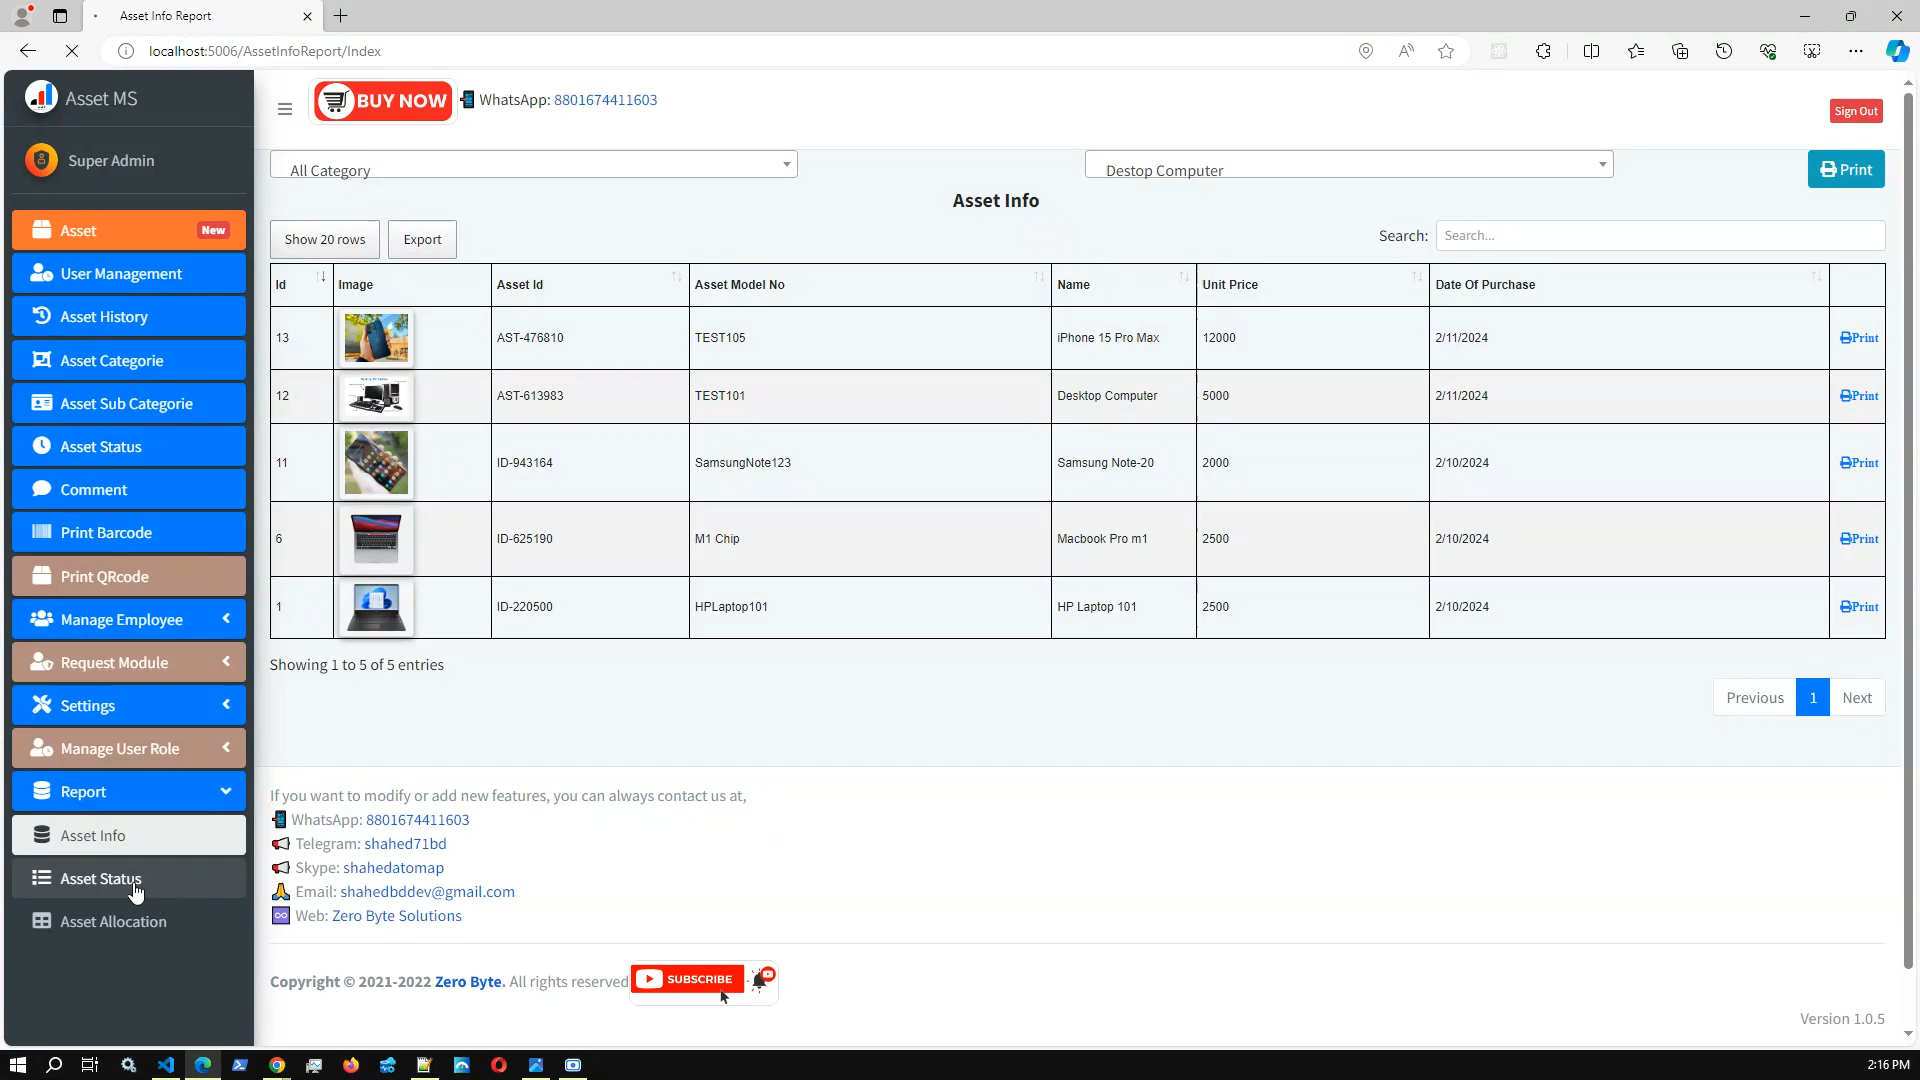 Asset Info Report
localhost:5006/AssetInfoReport/Index
Asset MS
BUY NOW
WhatsApp: 8801674411603
Sign Out
Super Admin
All Category
Destop Computer
Print
Asset Info
Show 20 rows
Export
Search:
Search...
Asset
New
User Management
Asset History
Asset Categorie
Asset Sub Categorie
Asset Status
Comment
Print Barcode
Print QRcode
Manage Employee
Request Module
Settings
Manage User Role
Report
Asset Info
Asset Status
Asset Allocation
Id Image Asset Id Asset Model No Name Unit Price Date Of Purchase
13 AST-476810 TEST105 iPhone 15 Pro Max 12000 2/11/2024 Print
12 AST-613983 TEST101 Desktop Computer 5000 2/11/2024 Print
11 ID-943164 SamsungNote123 Samsung Note-20 2000 2/10/2024 Print
6 ID-625190 M1 Chip Macbook Pro m1 2500 2/10/2024 Print
1 ID-220500 HPLaptop101 HP Laptop 101 2500 2/10/2024 Print
Showing 1 to 5 of 5 entries
Previous 1 Next
If you want to modify or add new features, you can always contact us at,
WhatsApp: 8801674411603
Telegram: shahed71bd
Skype: shahedatomap
Email: shahedbddev@gmail.com
Web: Zero Byte Solutions
Copyright © 2021-2022 Zero Byte. All rights reserved
SUBSCRIBE
Version 1.0.5
2:16 PM